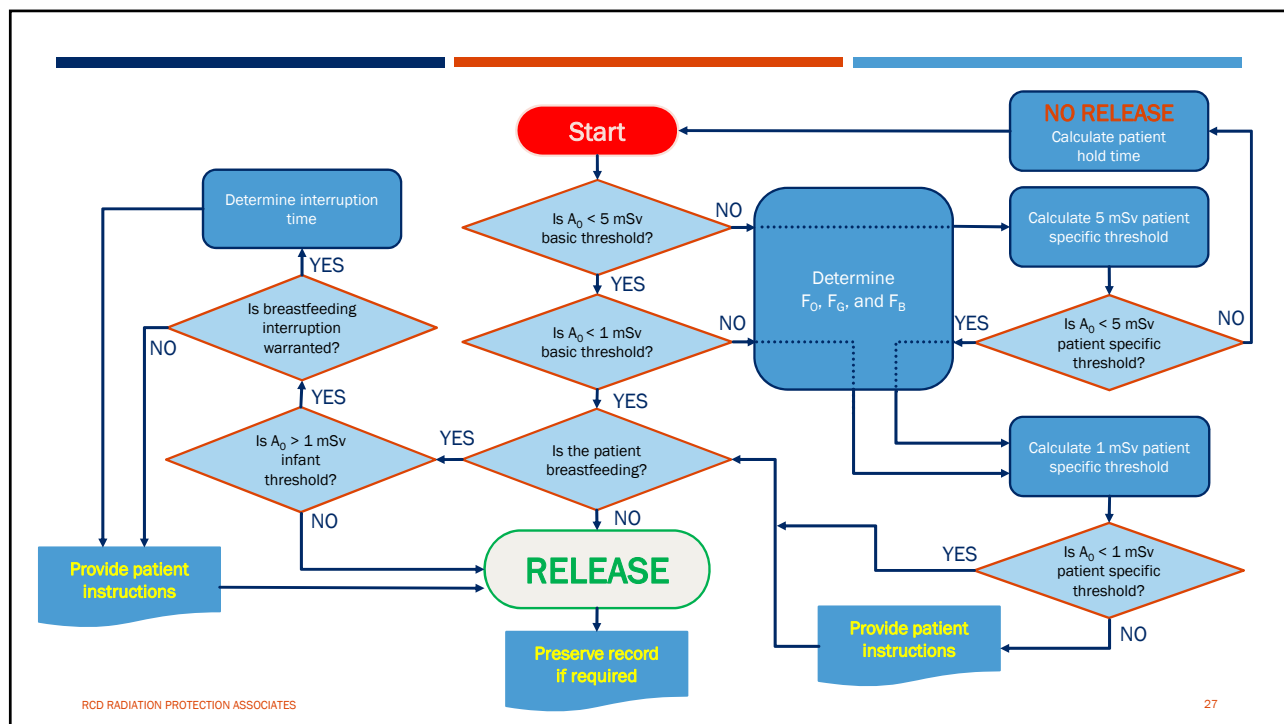 NO RELEASE
Calculate patient
hold time
Start
Determine interruption
time
Is A₀ < 5 mSv
basic threshold?
NO
Calculate 5 mSv patient
specific threshold
YES
YES
Determine
F₀, F_G, and F_B
Is breastfeeding
interruption
warranted?
NO
Is A₀ < 1 mSv
basic threshold?
NO
YES
Is A₀ < 5 mSv
patient specific
threshold?
NO
YES
YES
Is A₀ > 1 mSv
infant
threshold?
YES
Is the patient
breastfeeding?
Calculate 1 mSv patient
specific threshold
NO
NO
Provide patient
instructions
RELEASE
YES
Is A₀ < 1 mSv
patient specific
threshold?
NO
Provide patient
instructions
Preserve record
if required
RCD RADIATION PROTECTION ASSOCIATES
27